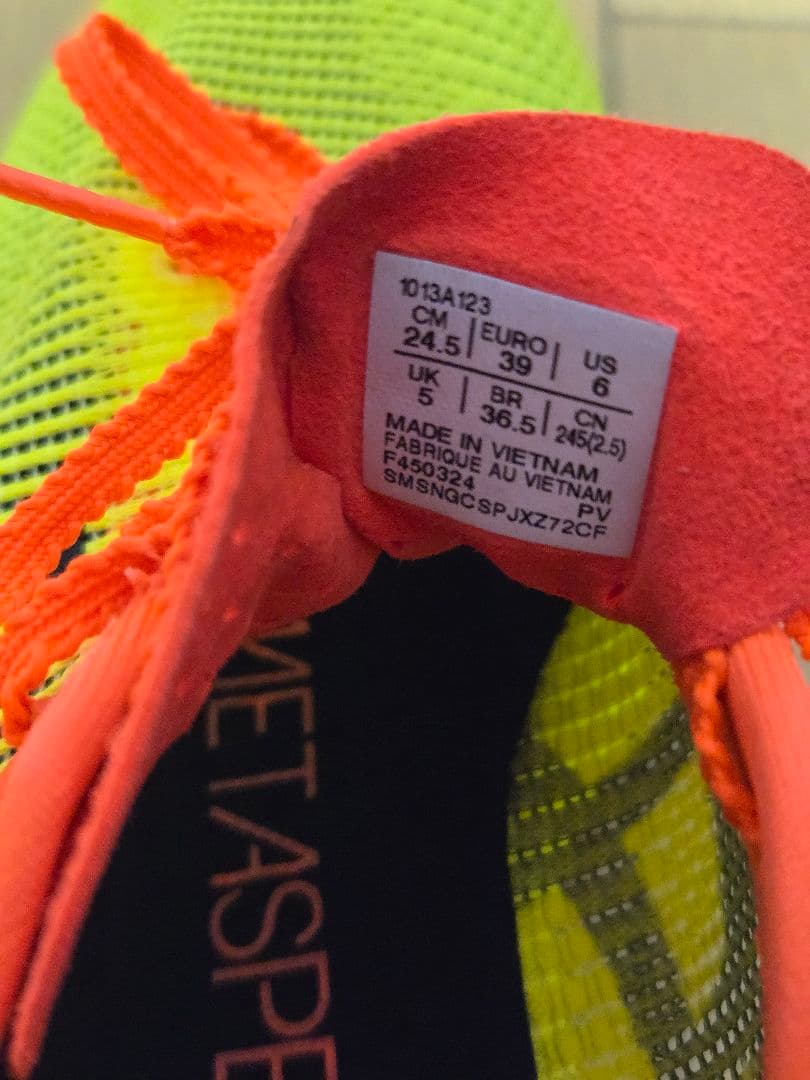 1013A123
CM | EURO | US
24.5 | 39 | 6
UK | BR | CN
5 | 36.5 | 245(2.5)
MADE IN VIETNAM
FABRIQUE AU VIETNAM
F450324 PV
SMSNGCSPJXZ72CF
METASPE